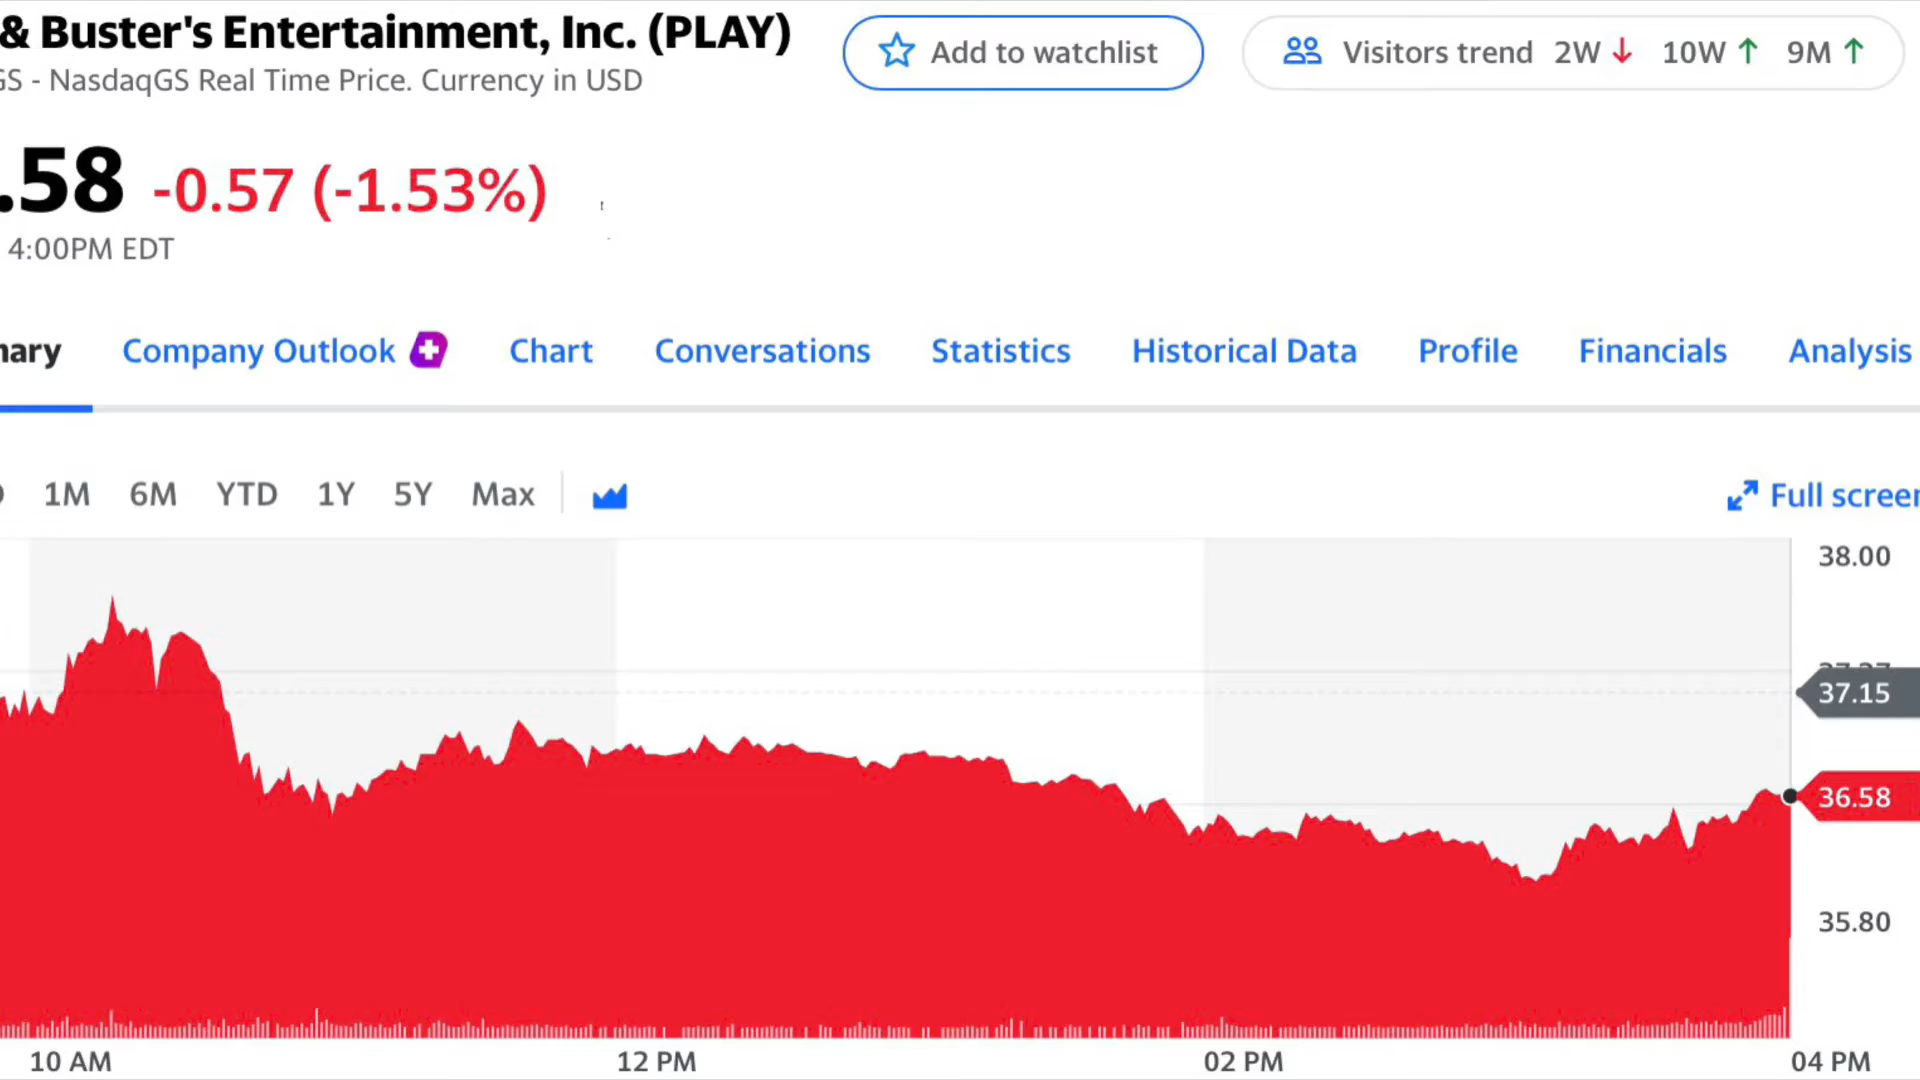 & Buster's Entertainment, Inc. (PLAY)
GS - NasdaqGS Real Time Price. Currency in USD
Add to watchlist
Visitors trend 2W ↓ 10W ↑ 9M ↑
.58 -0.57 (-1.53%)
4:00PM EDT
mary Company Outlook Chart Conversations Statistics Historical Data Profile Financials Analysis
1M 6M YTD 1Y 5Y Max
Full screen
38.00
37.15
36.58
35.80
10 AM 12 PM 02 PM 04 PM